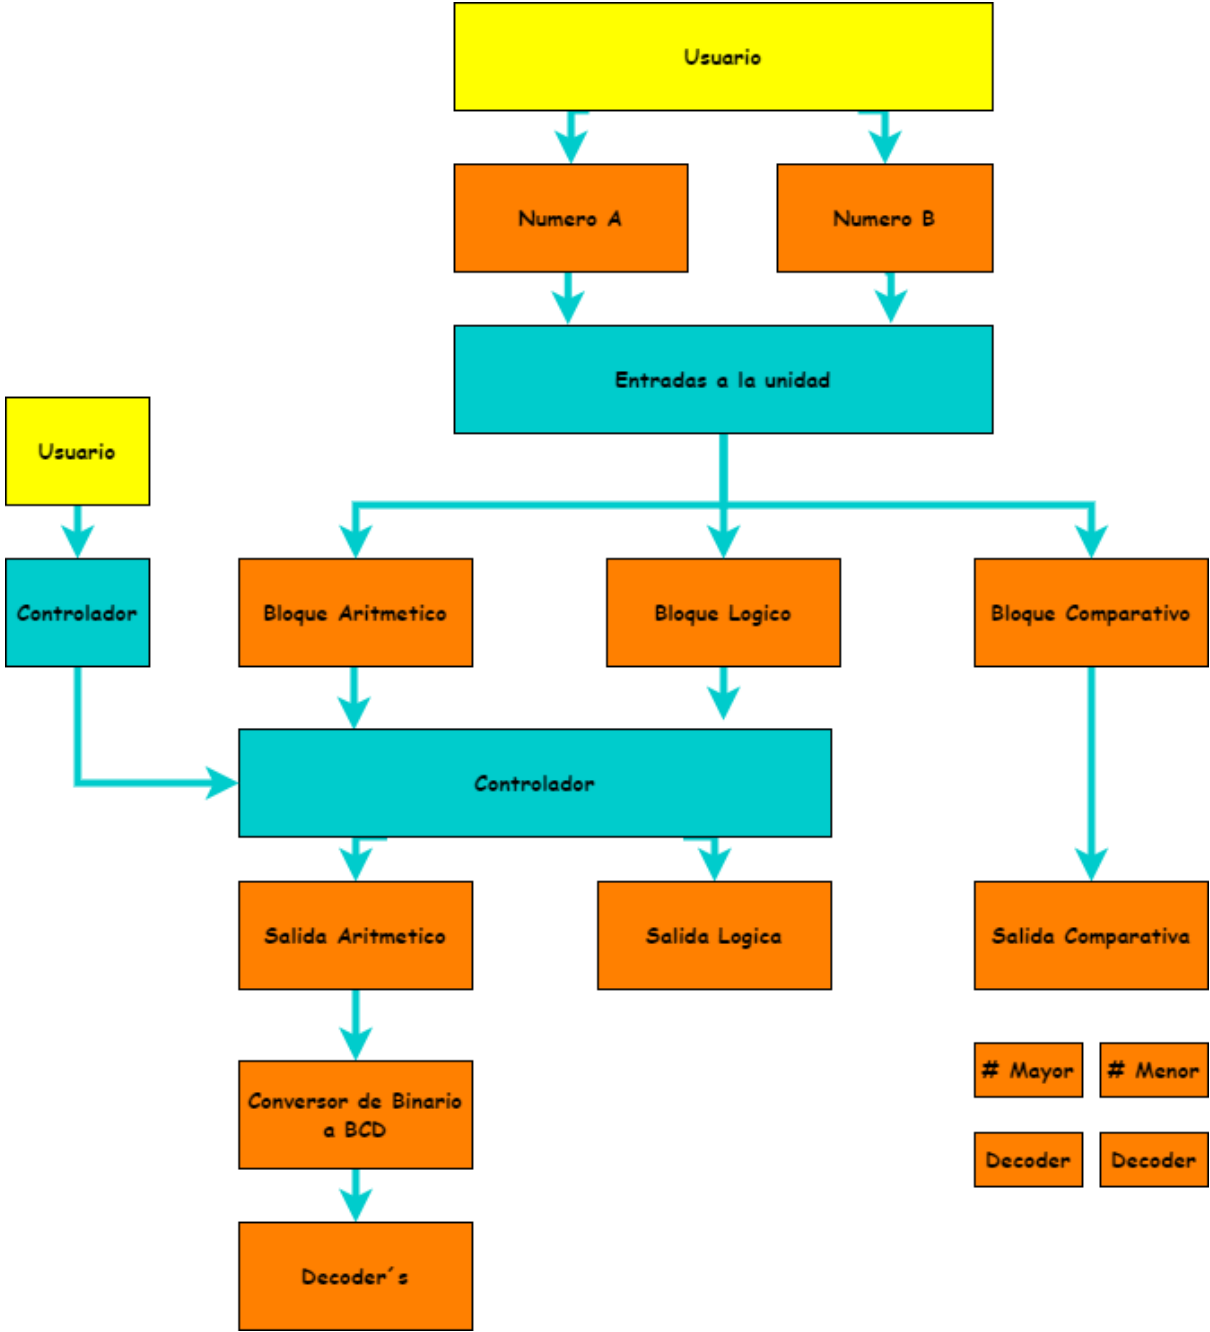 Usuario
Numero A
Numero B
Entradas a la unidad
Usuario
Controlador
Bloque Aritmetico
Bloque Logico
Bloque Comparativo
Controlador
Salida Aritmetico
Salida Logica
Salida Comparativa
# Mayor
# Menor
Conversor de Binario
a BCD
Decoder
Decoder
Decoder´s